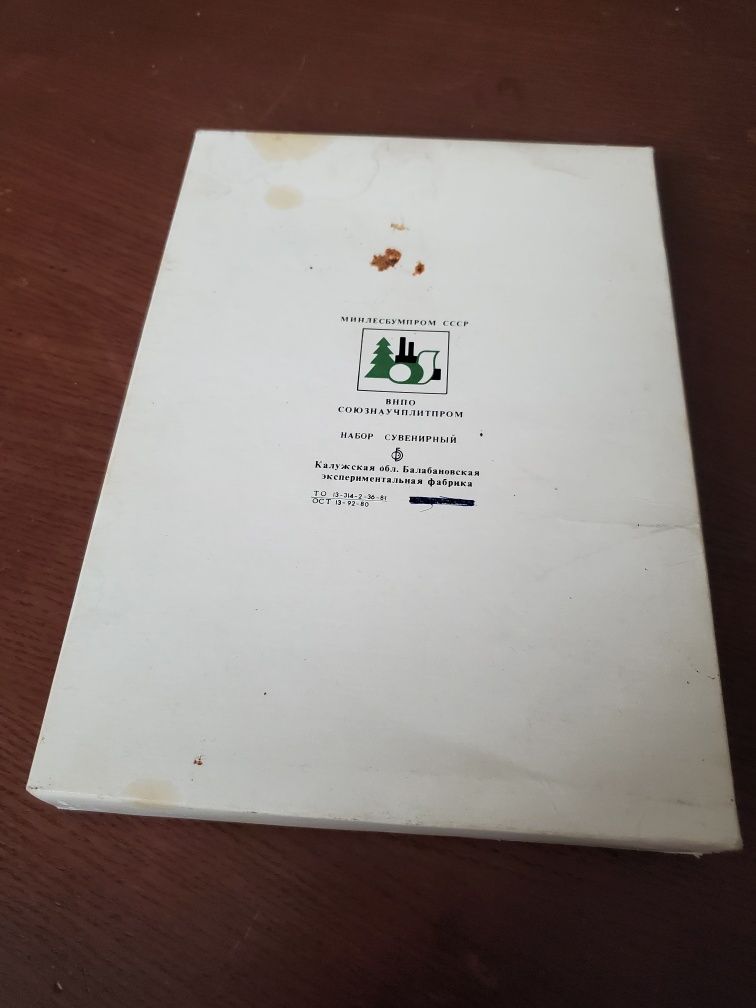 МИНЛЕСБУМПРОМ СССР
ВНПО
СОЮЗНАУЧПЛИТПРОМ
НАБОР СУВЕНИРНЫЙ
Калужская обл. Балабановская
экспериментальная фабрика
ТО 13-314-2-36-81
ОСТ 13-92-80